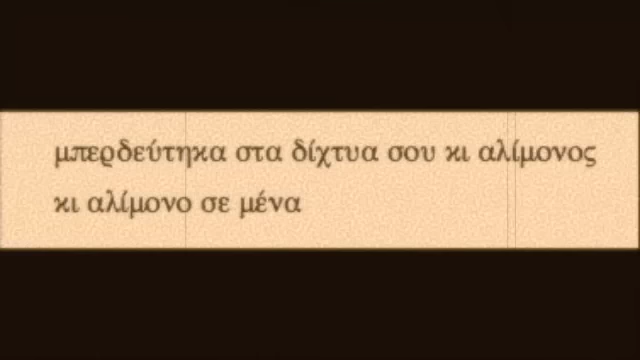 μπερδεύτηκα στα δίχτυα σου κι αλίμονος
κι αλίμονο σε μένα